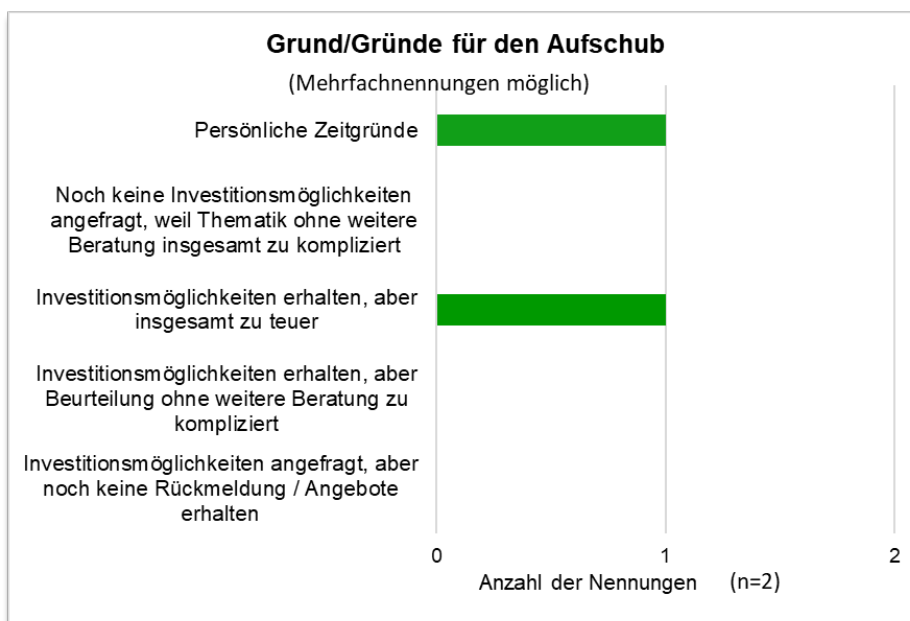 Grund/Gründe für den Aufschub
(Mehrfachnennungen möglich)
Persönliche Zeitgründe
Noch keine Investitionsmöglichkeiten
angefragt, weil Thematik ohne weitere
Beratung insgesamt zu kompliziert
Investitionsmöglichkeiten erhalten, aber
insgesamt zu teuer
Investitionsmöglichkeiten erhalten, aber
Beurteilung ohne weitere Beratung zu
kompliziert
Investitionsmöglichkeiten angefragt, aber
noch keine Rückmeldung / Angebote
erhalten
0 1 2
Anzahl der Nennungen (n=2)